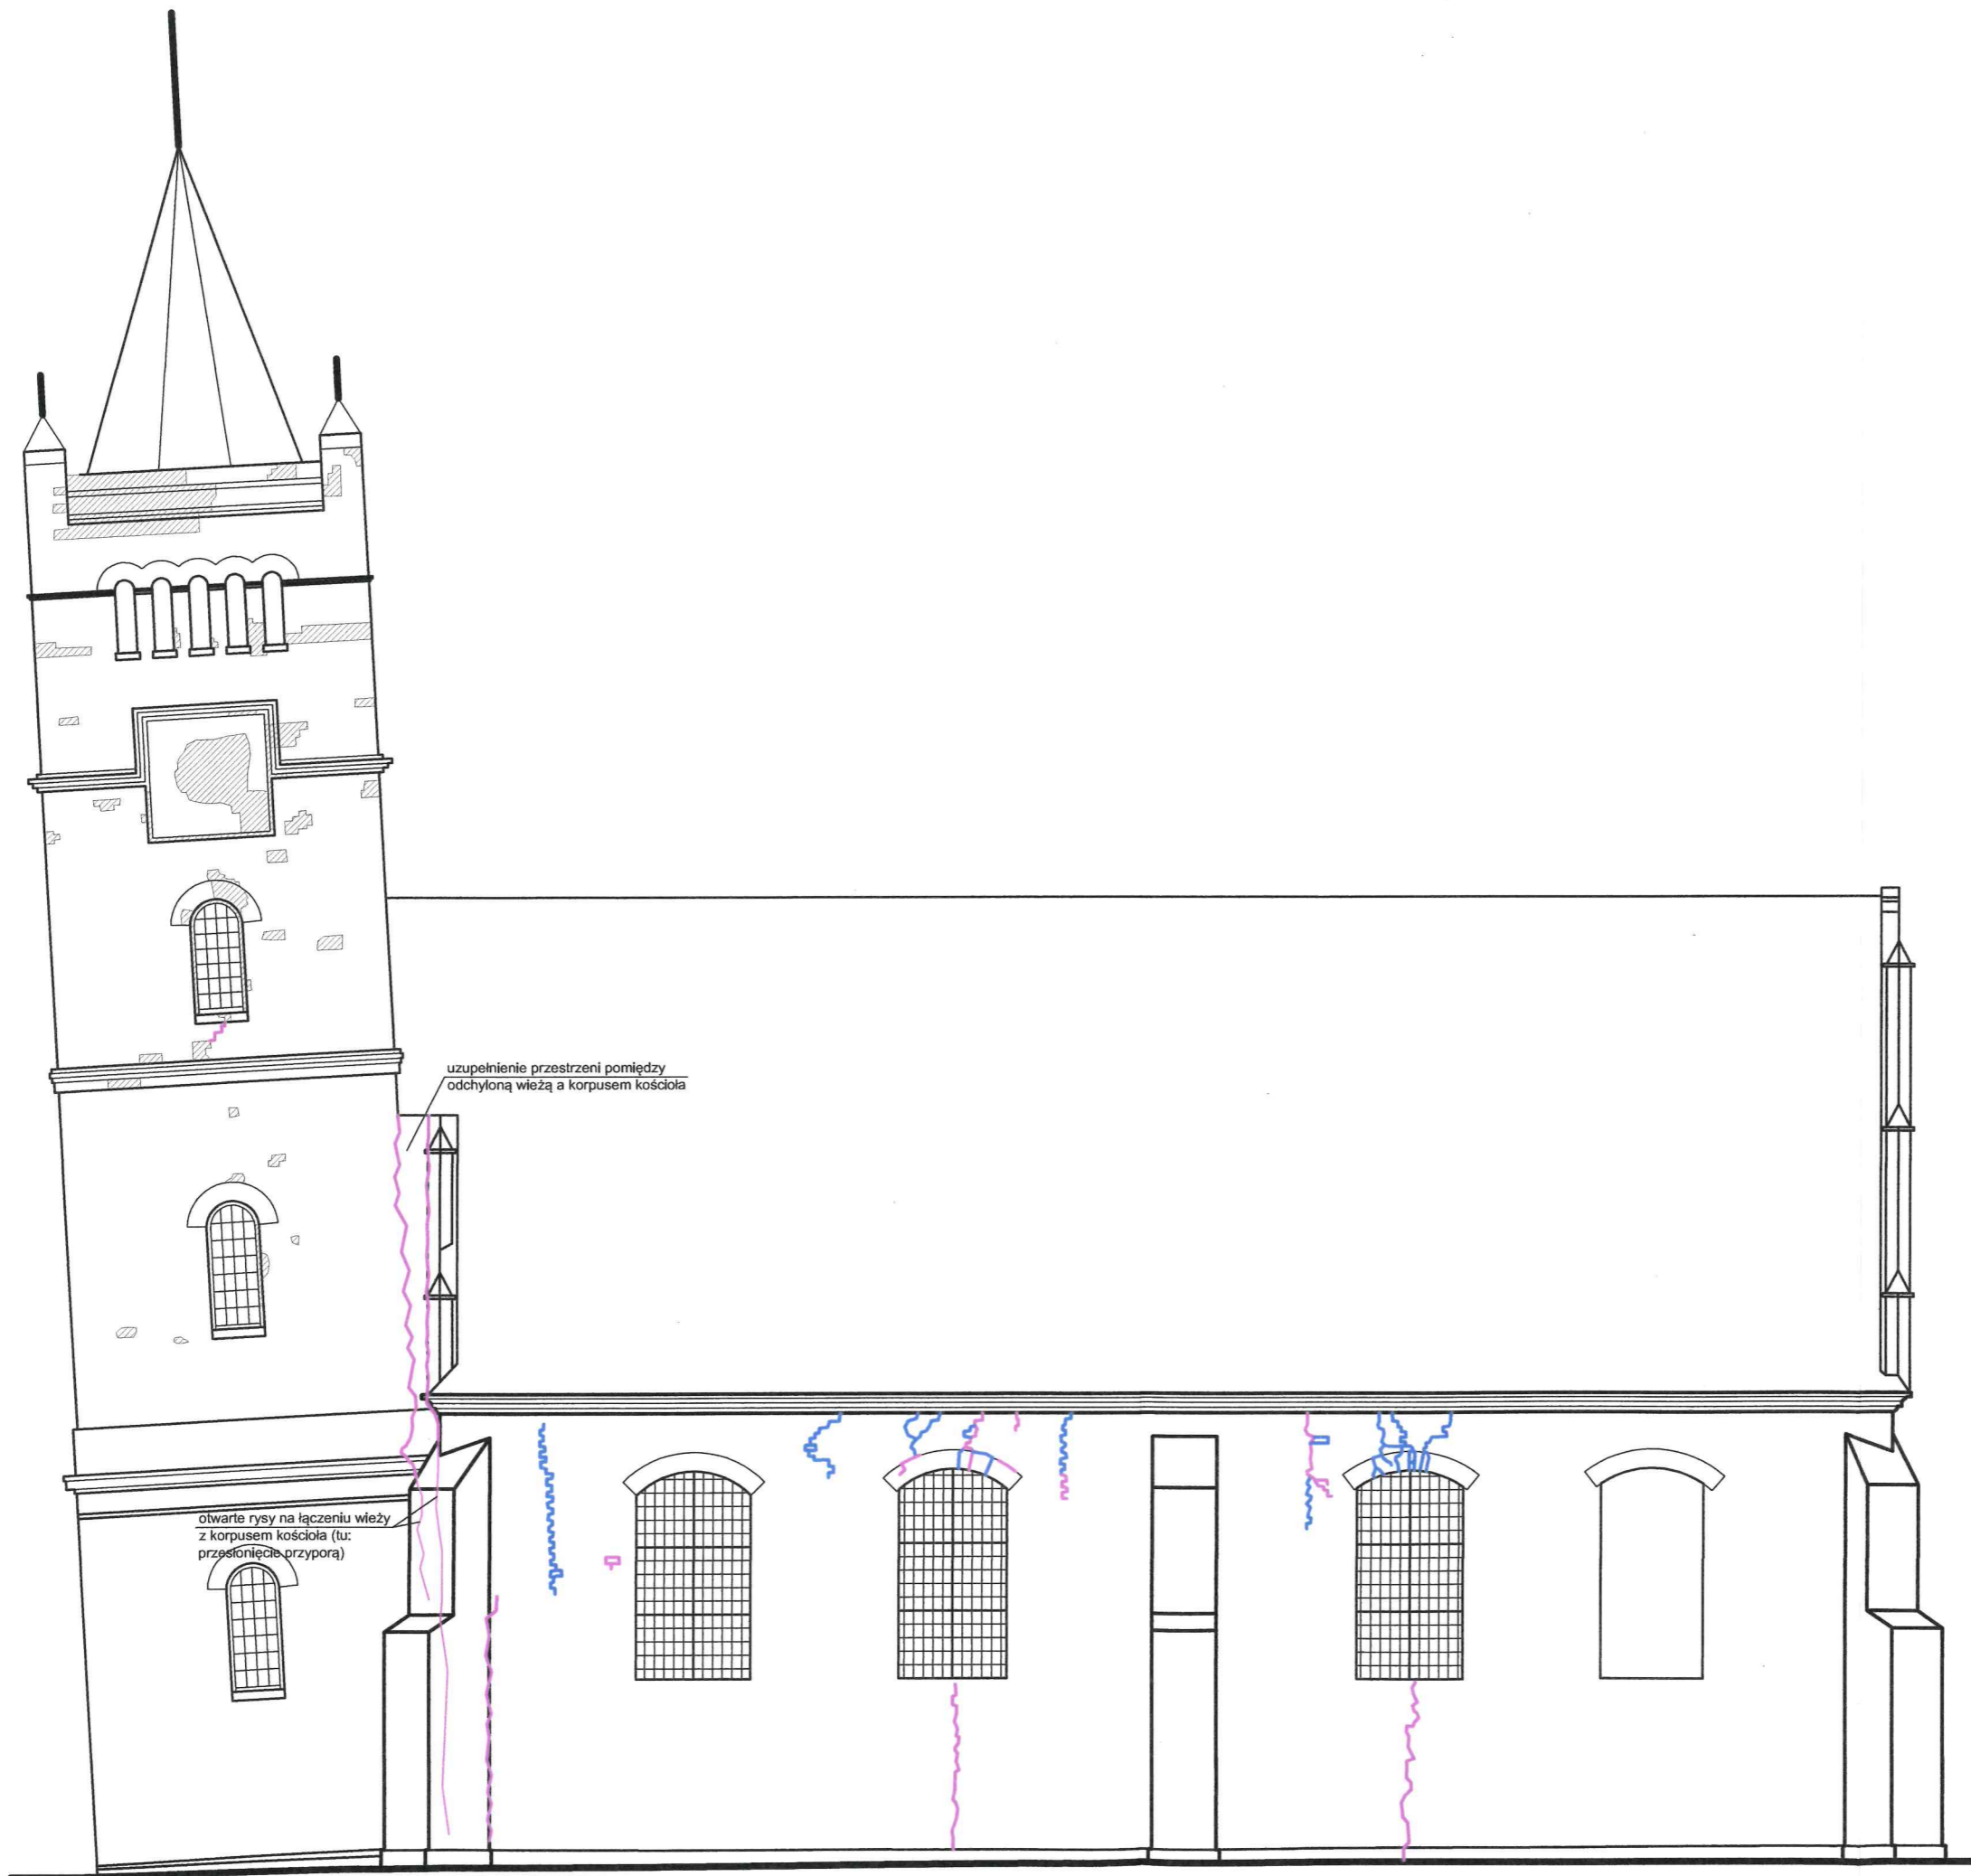 uzupełnienie przestrzeni pomiędzy
odchyloną wieżą a korpusem kościoła
otwarte rysy na łączeniu wieży
z korpusem kościoła (tu:
przesłonięcie przyporą)